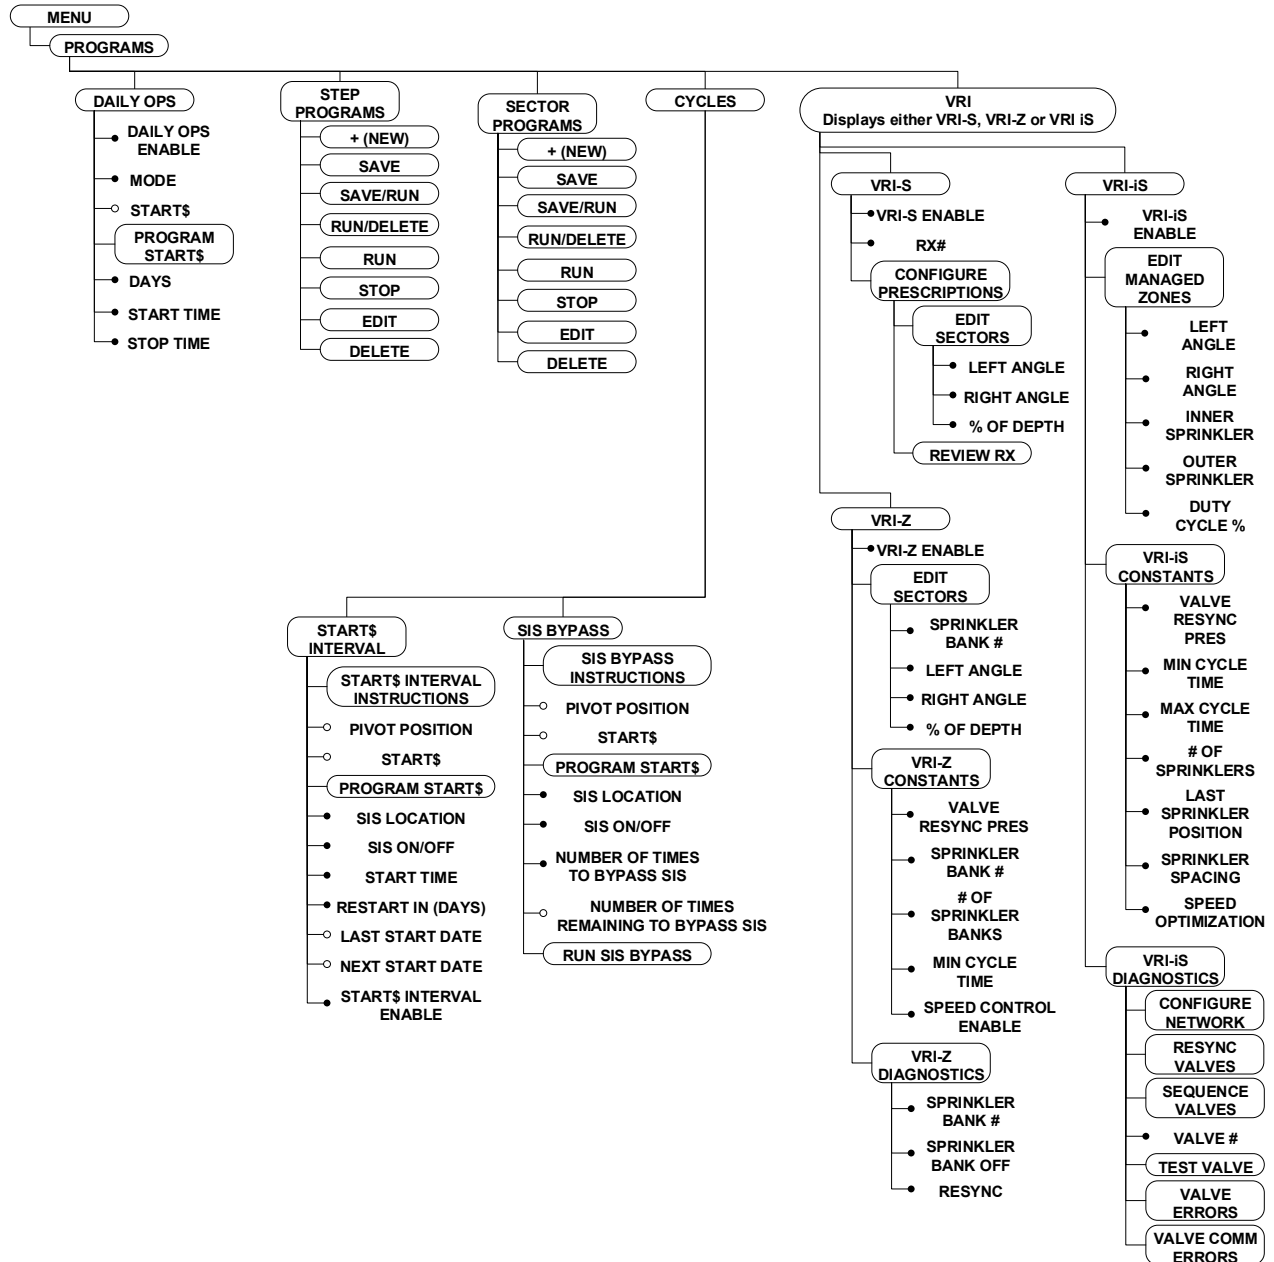 MENU
PROGRAMS
DAILY OPS
DAILY OPS
ENABLE
MODE
START$
PROGRAM
START$
DAYS
START TIME
STOP TIME
STEP
PROGRAMS
+ (NEW)
SAVE
SAVE/RUN
RUN/DELETE
RUN
STOP
EDIT
DELETE
SECTOR
PROGRAMS
+ (NEW)
SAVE
SAVE/RUN
RUN/DELETE
RUN
STOP
EDIT
DELETE
CYCLES
START$
INTERVAL
START$ INTERVAL
INSTRUCTIONS
PIVOT POSITION
START$
PROGRAM START$
SIS LOCATION
SIS ON/OFF
START TIME
RESTART IN (DAYS)
LAST START DATE
NEXT START DATE
START$ INTERVAL
ENABLE
SIS BYPASS
SIS BYPASS
INSTRUCTIONS
PIVOT POSITION
START$
PROGRAM START$
SIS LOCATION
SIS ON/OFF
NUMBER OF TIMES
TO BYPASS SIS
NUMBER OF TIMES
REMAINING TO BYPASS SIS
RUN SIS BYPASS
VRI
Displays either VRI-S, VRI-Z or VRI iS
VRI-S
VRI-S ENABLE
RX#
CONFIGURE
PRESCRIPTIONS
EDIT
SECTORS
LEFT ANGLE
RIGHT ANGLE
% OF DEPTH
REVIEW RX
VRI-Z
VRI-Z ENABLE
EDIT
SECTORS
SPRINKLER
BANK #
LEFT ANGLE
RIGHT ANGLE
% OF DEPTH
VRI-Z
CONSTANTS
VALVE
RESYNC PRES
SPRINKLER
BANK #
# OF
SPRINKLER
BANKS
MIN CYCLE
TIME
SPEED CONTROL
ENABLE
VRI-Z
DIAGNOSTICS
SPRINKLER
BANK #
SPRINKLER
BANK OFF
RESYNC
VRI-iS
VRI-iS
ENABLE
EDIT
MANAGED
ZONES
LEFT
ANGLE
RIGHT
ANGLE
INNER
SPRINKLER
OUTER
SPRINKLER
DUTY
CYCLE %
VRI-iS
CONSTANTS
VALVE
RESYNC
PRES
MIN CYCLE
TIME
MAX CYCLE
TIME
# OF
SPRINKLERS
LAST
SPRINKLER
POSITION
SPRINKLER
SPACING
SPEED
OPTIMIZATION
VRI-iS
DIAGNOSTICS
CONFIGURE
NETWORK
RESYNC
VALVES
SEQUENCE
VALVES
VALVE #
TEST VALVE
VALVE
ERRORS
VALVE COMM
ERRORS